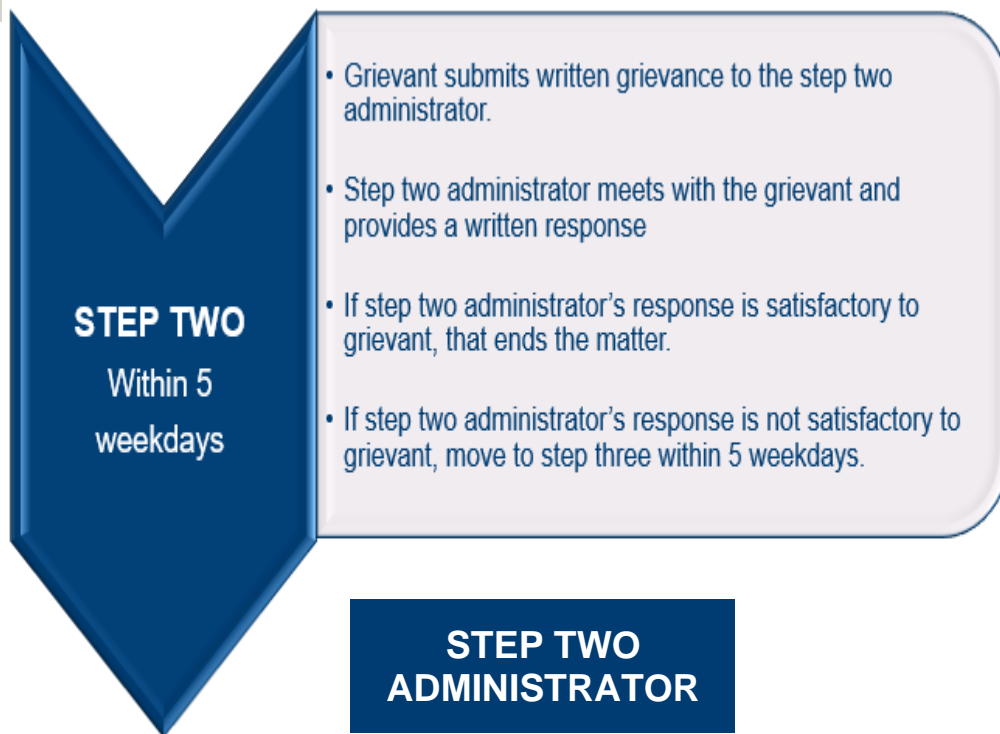 STEP TWO
Within 5
weekdays
• Grievant submits written grievance to the step two
administrator.
• Step two administrator meets with the grievant and
provides a written response
• If step two administrator’s response is satisfactory to
grievant, that ends the matter.
• If step two administrator’s response is not satisfactory to
grievant, move to step three within 5 weekdays.
STEP TWO
ADMINISTRATOR